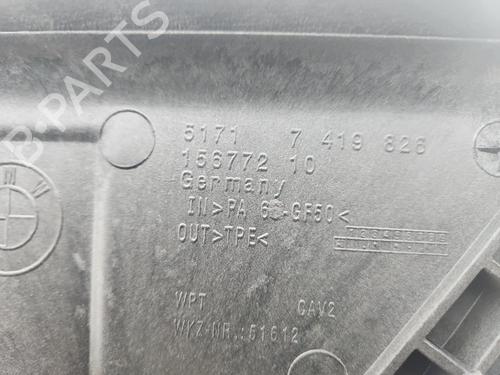 B-PARTS
5171 7 419 826
156772 10
Germany
IN>PA 6-GF50<
OUT>TPE<
BMW
WPT CAV2
WKZ-NR.:51612